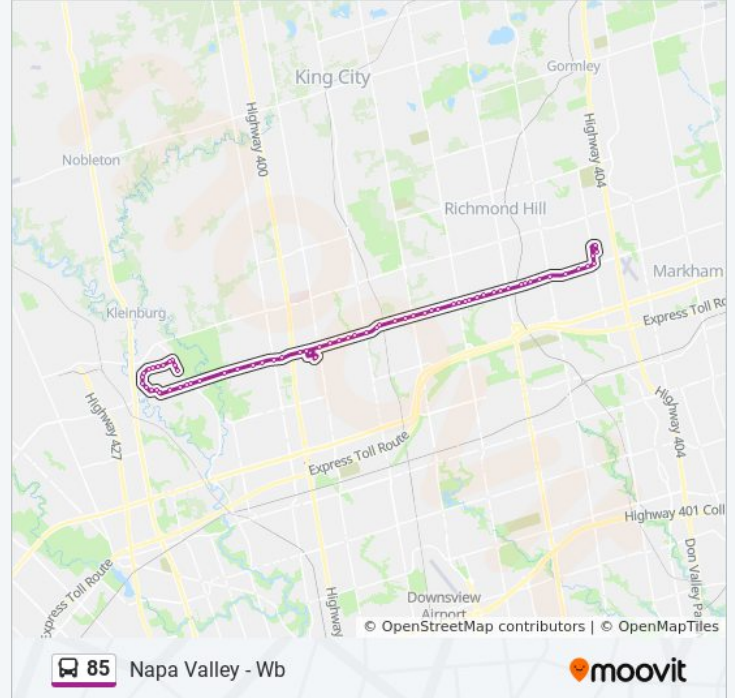 King City
Gormley
Highway 400
Highway 404
Nobleton
Richmond Hill
Markham
Kleinburg
Express Toll Ro
Highway 427
Highway 404
Express Toll Route
Highway 401 Coll
xpress Toll Route
Downsview
Airport
Highway
Don Valley Pa
© OpenStreetMap contributors | © OpenMapTiles
85 Napa Valley - Wb
moovit